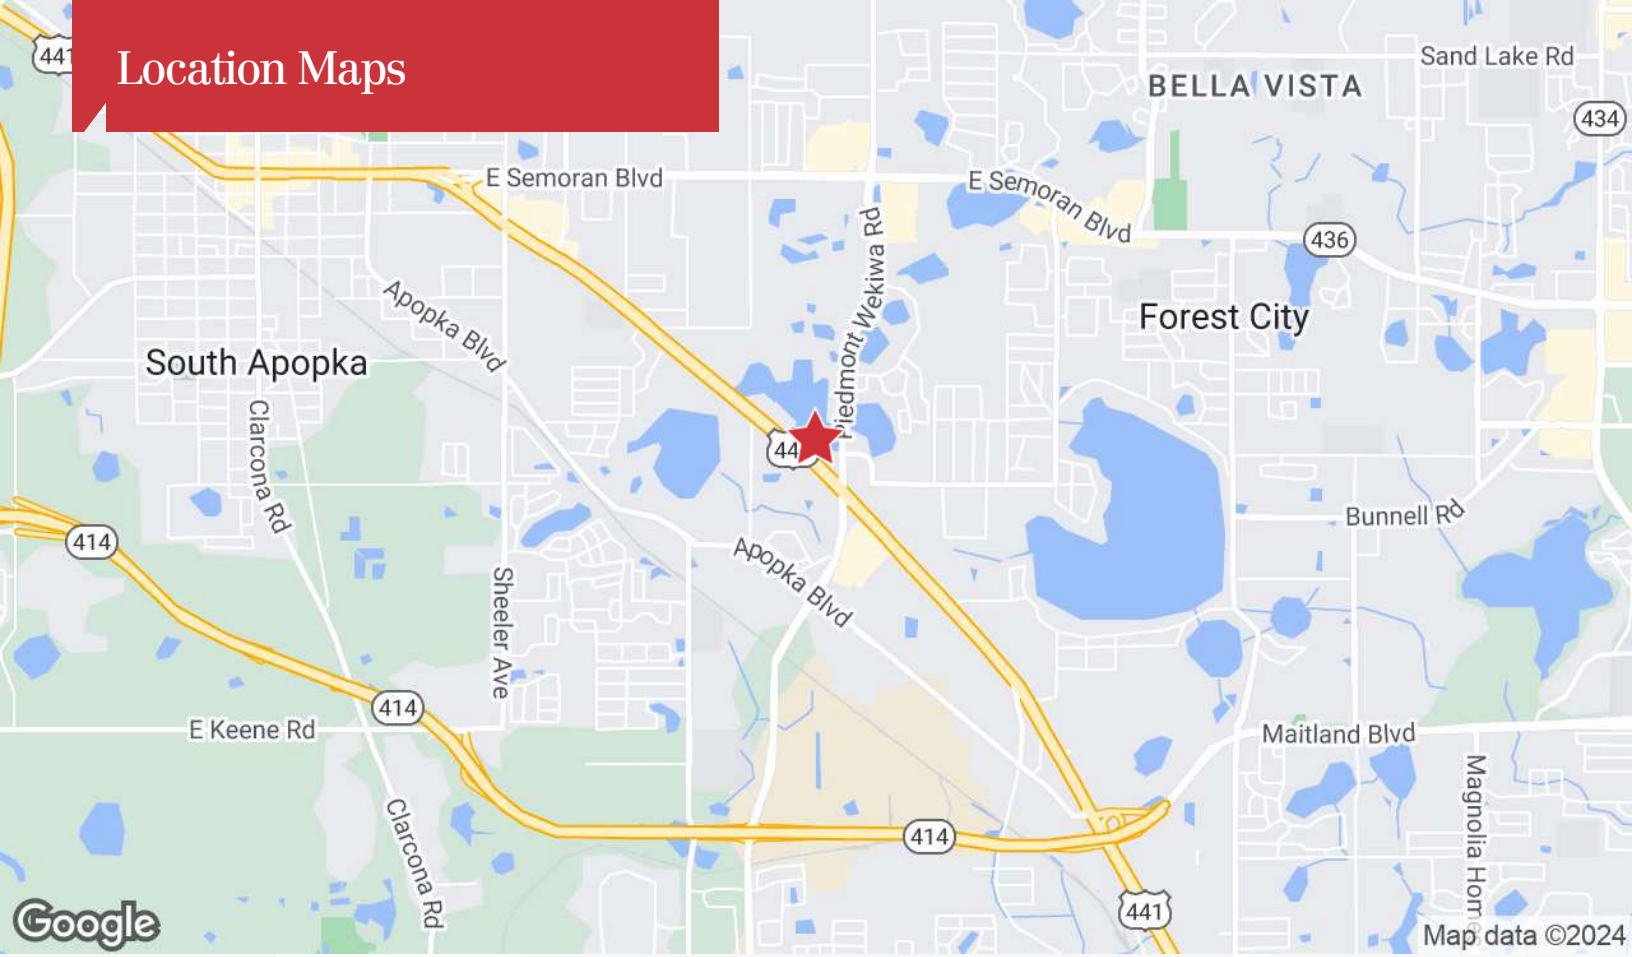 441
Location Maps
Sand Lake Rd
BELLA VISTA
434
E Semoran Blvd
E Semoran Blvd
436
Piedmont Wekiwa Rd
Apopka Blvd
Forest City
South Apopka
Clarcona Rd
44
Bunnell Rd
414
Apopka Blvd
Sheeler Ave
414
E Keene Rd
Maitland Blvd
Magnolia Hom
Clarcona Rd
414
441
Google
Map data ©2024